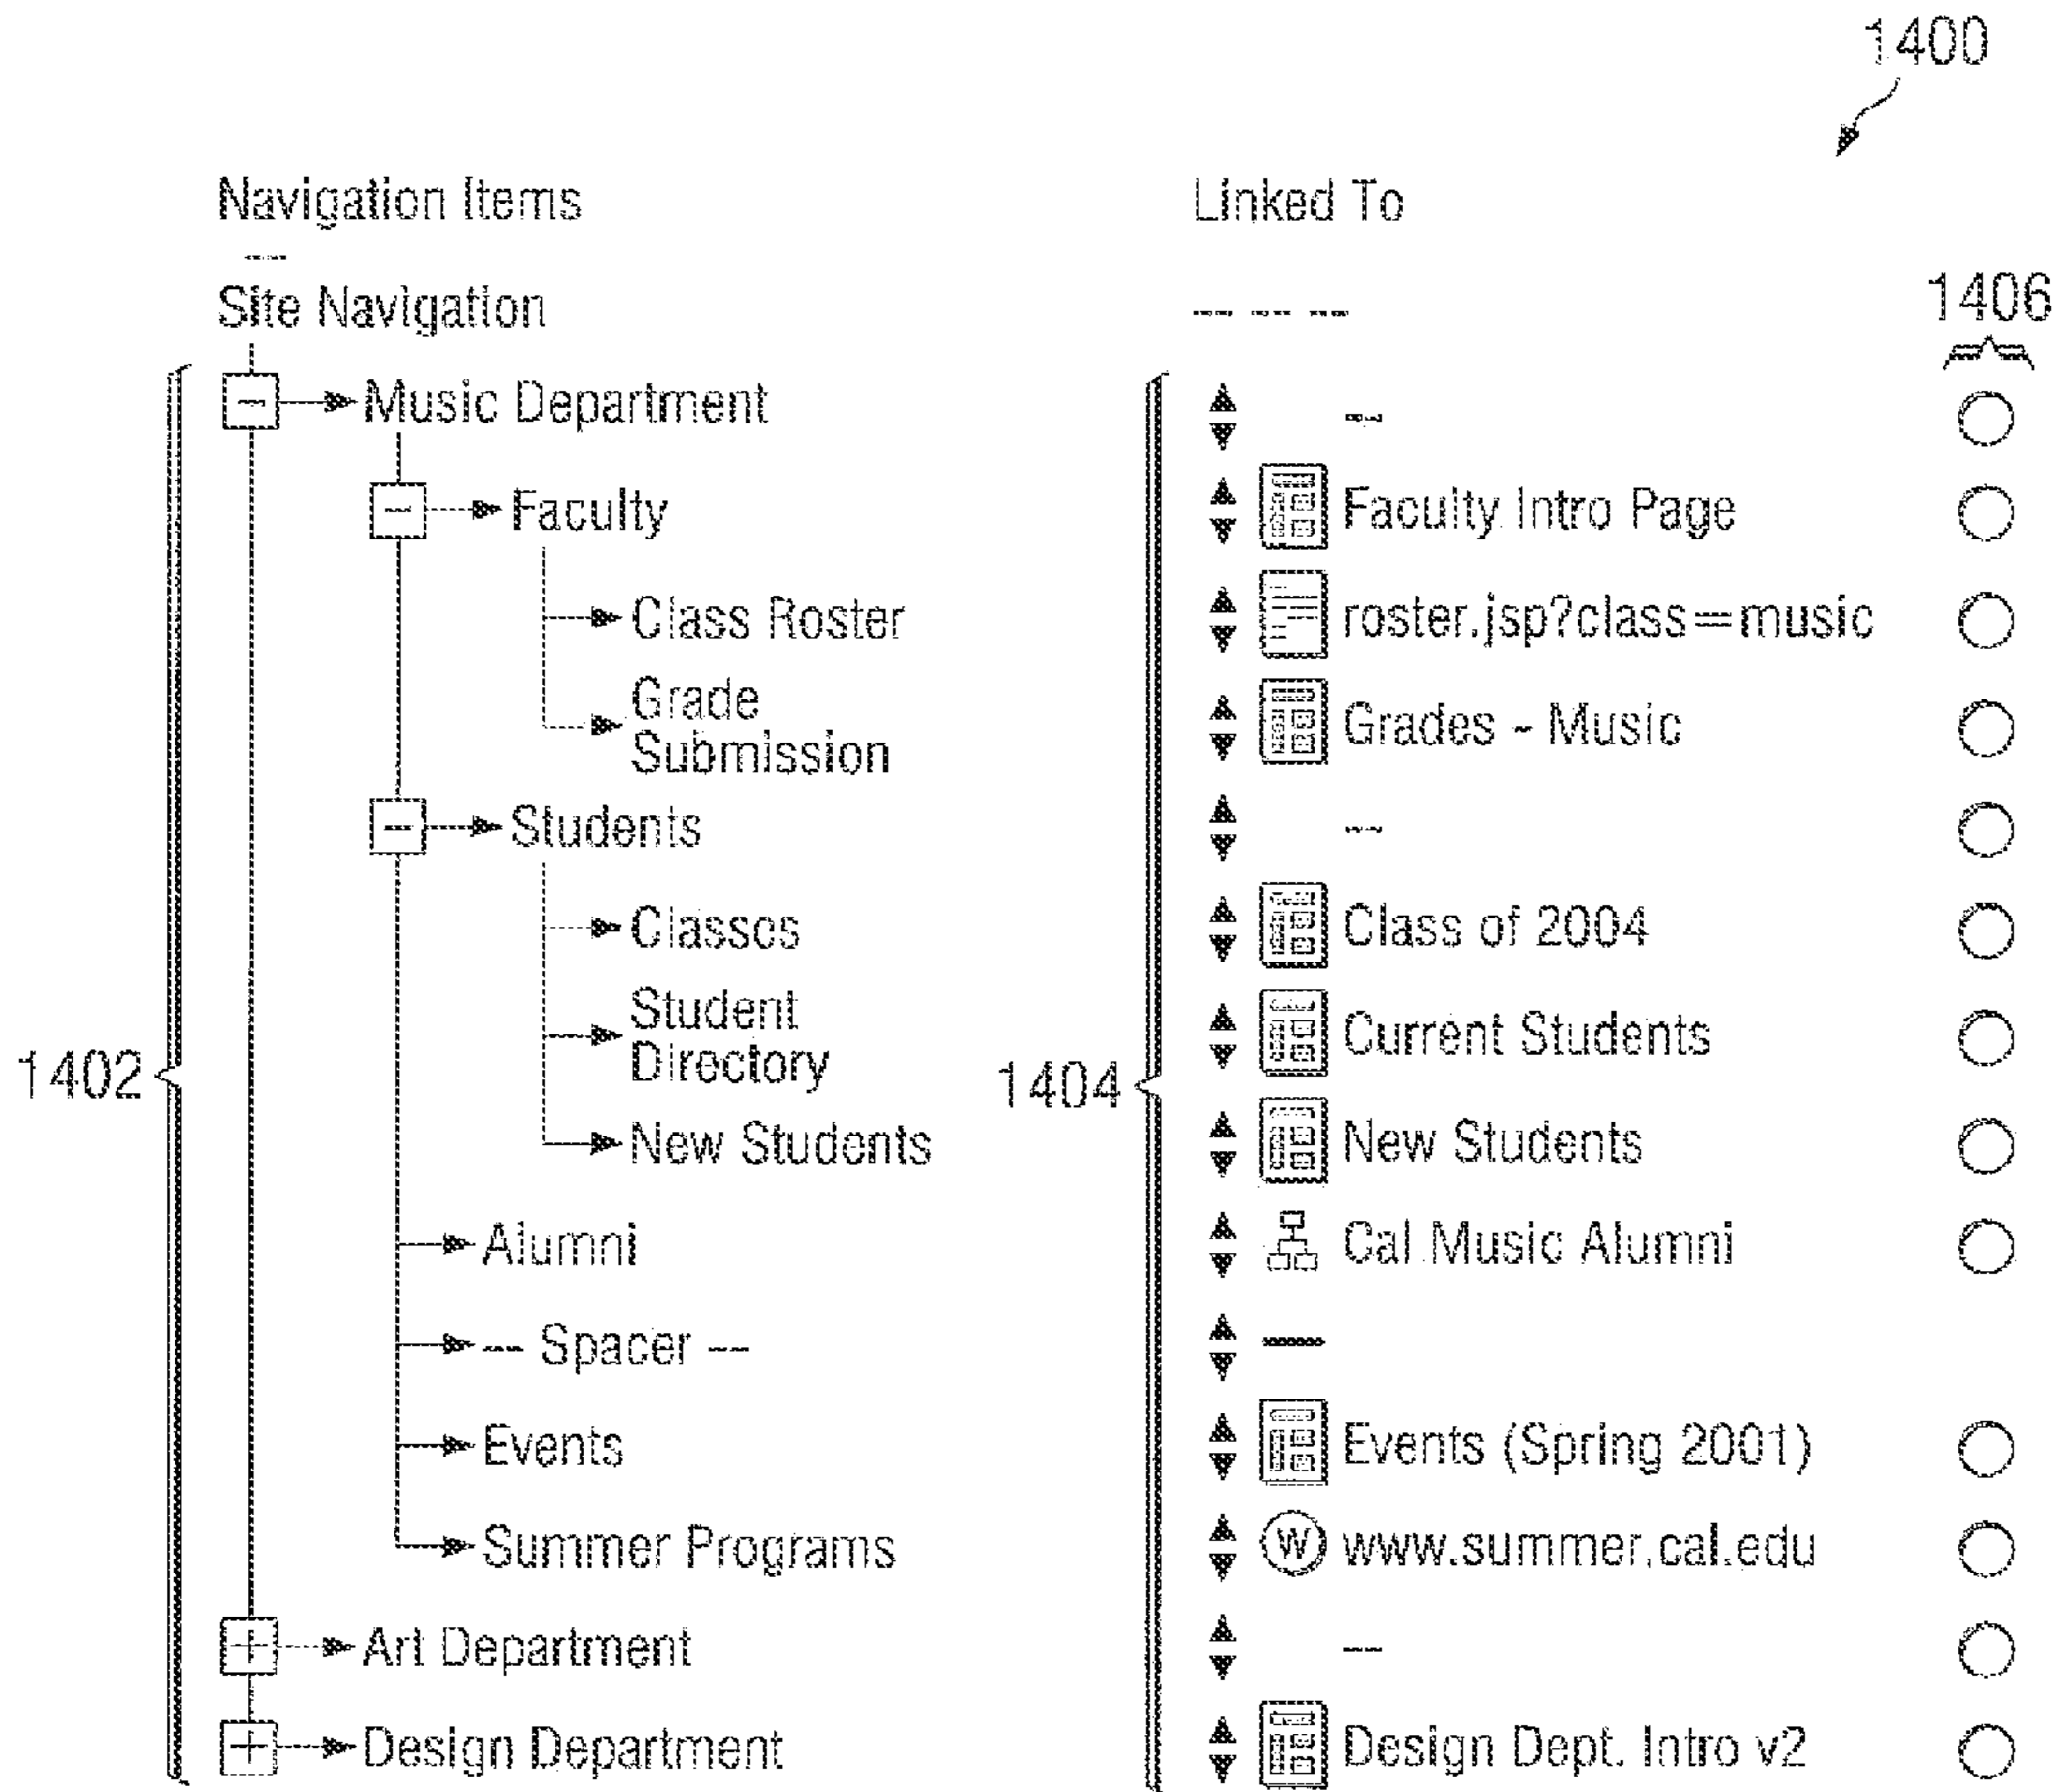 1400
Navigation Items Linked To
--
Site Navigation -- -- -- 1406
- Music Department --
- Faculty Faculty Intro Page
Class Roster roster.jsp?class=music
Grade
Submission Grades - Music
- Students --
Classes Class of 2004
Student
Directory Current Students
1402 1404
New Students New Students
Alumni Cal Music Alumni
-- Spacer --
Events Events (Spring 2001)
Summer Programs W www.summer.cal.edu
+ Art Department --
+ Design Department Design Dept. Intro v2